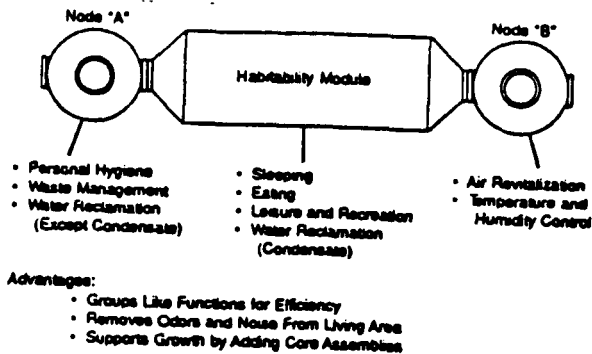 Node "A"
Node "B"
Habitability Module
• Personal Hygiene
• Waste Management
• Water Reclamation
(Except Condensate)
• Sleeping
• Eating
• Leisure and Recreation
• Water Reclamation
(Condensate)
• Air Revitalization
• Temperature and
Humidity Control
Advantages:
• Groups Like Functions for Efficiency
• Removes Odors and Noise From Living Area
• Supports Growth by Adding Core Assemblies